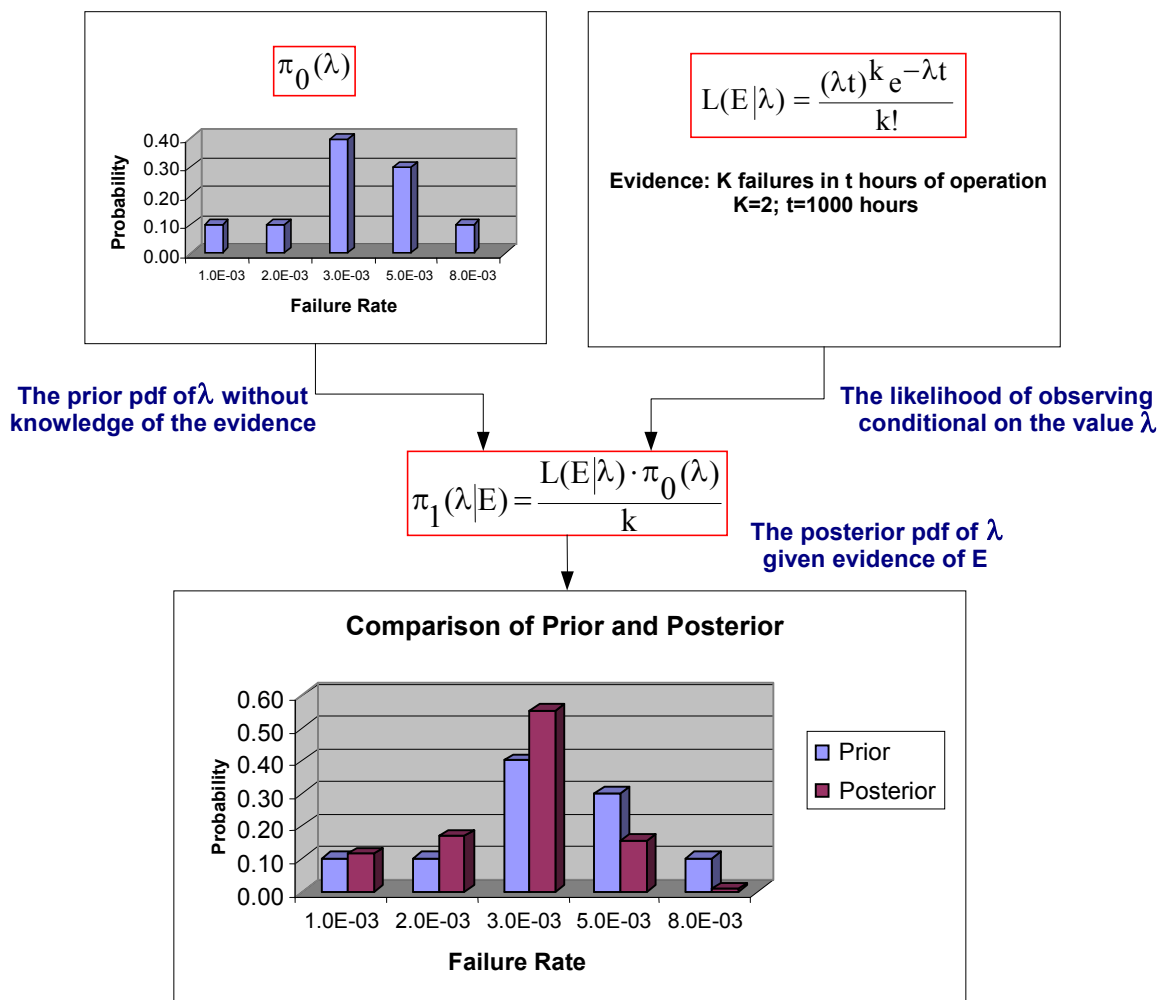 π0(λ)
Probability
0.40
0.30
0.20
0.10
0.00
1.0E-03 2.0E-03 3.0E-03 5.0E-03 8.0E-03
Failure Rate
L(E|λ) = (λt)^k e^−λt / k!
Evidence: K failures in t hours of operation
K=2; t=1000 hours
The prior pdf of λ without
knowledge of the evidence
The likelihood of observing
conditional on the value λ
π1(λ|E) = L(E|λ) · π0(λ) / k
The posterior pdf of λ
given evidence of E
Comparison of Prior and Posterior
Probability
0.60
0.50
0.40
0.30
0.20
0.10
0.00
1.0E-03 2.0E-03 3.0E-03 5.0E-03 8.0E-03
Failure Rate
Prior
Posterior